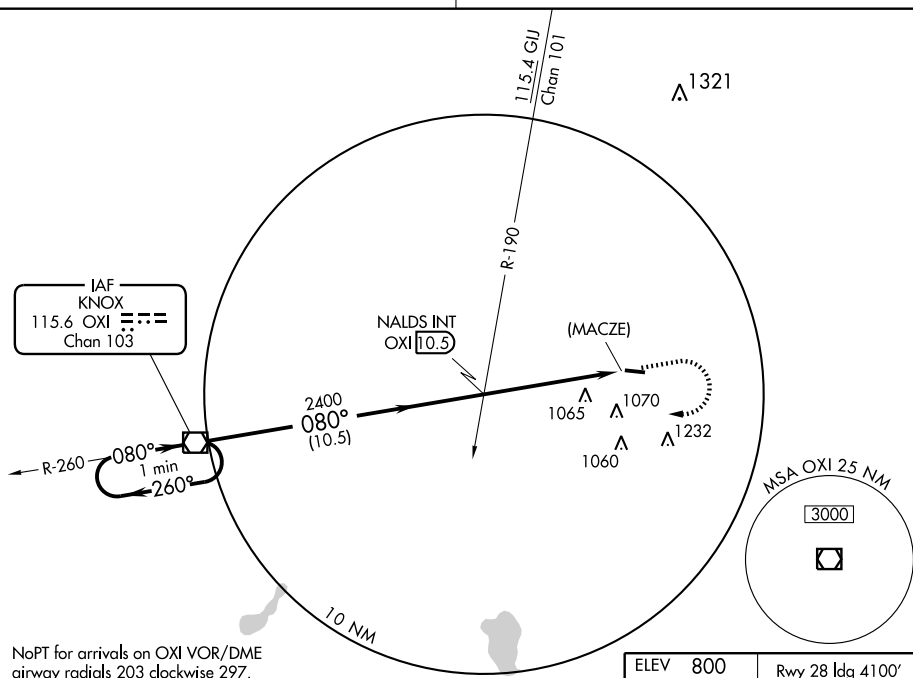 115.4 GIJ
Chan 101
1321
R-190
IAF
KNOX
115.6 OXI
Chan 103
NALDS INT
OXI 10.5
(MACZE)
2400
080°
(10.5)
1065
1070
1060
1232
R-260
080°
1 min
260°
MSA OXI 25 NM
3000
10 NM
NoPT for arrivals on OXI VOR/DME
airway radials 203 clockwise 297.
ELEV 800
Rwy 28 ldg 4100'